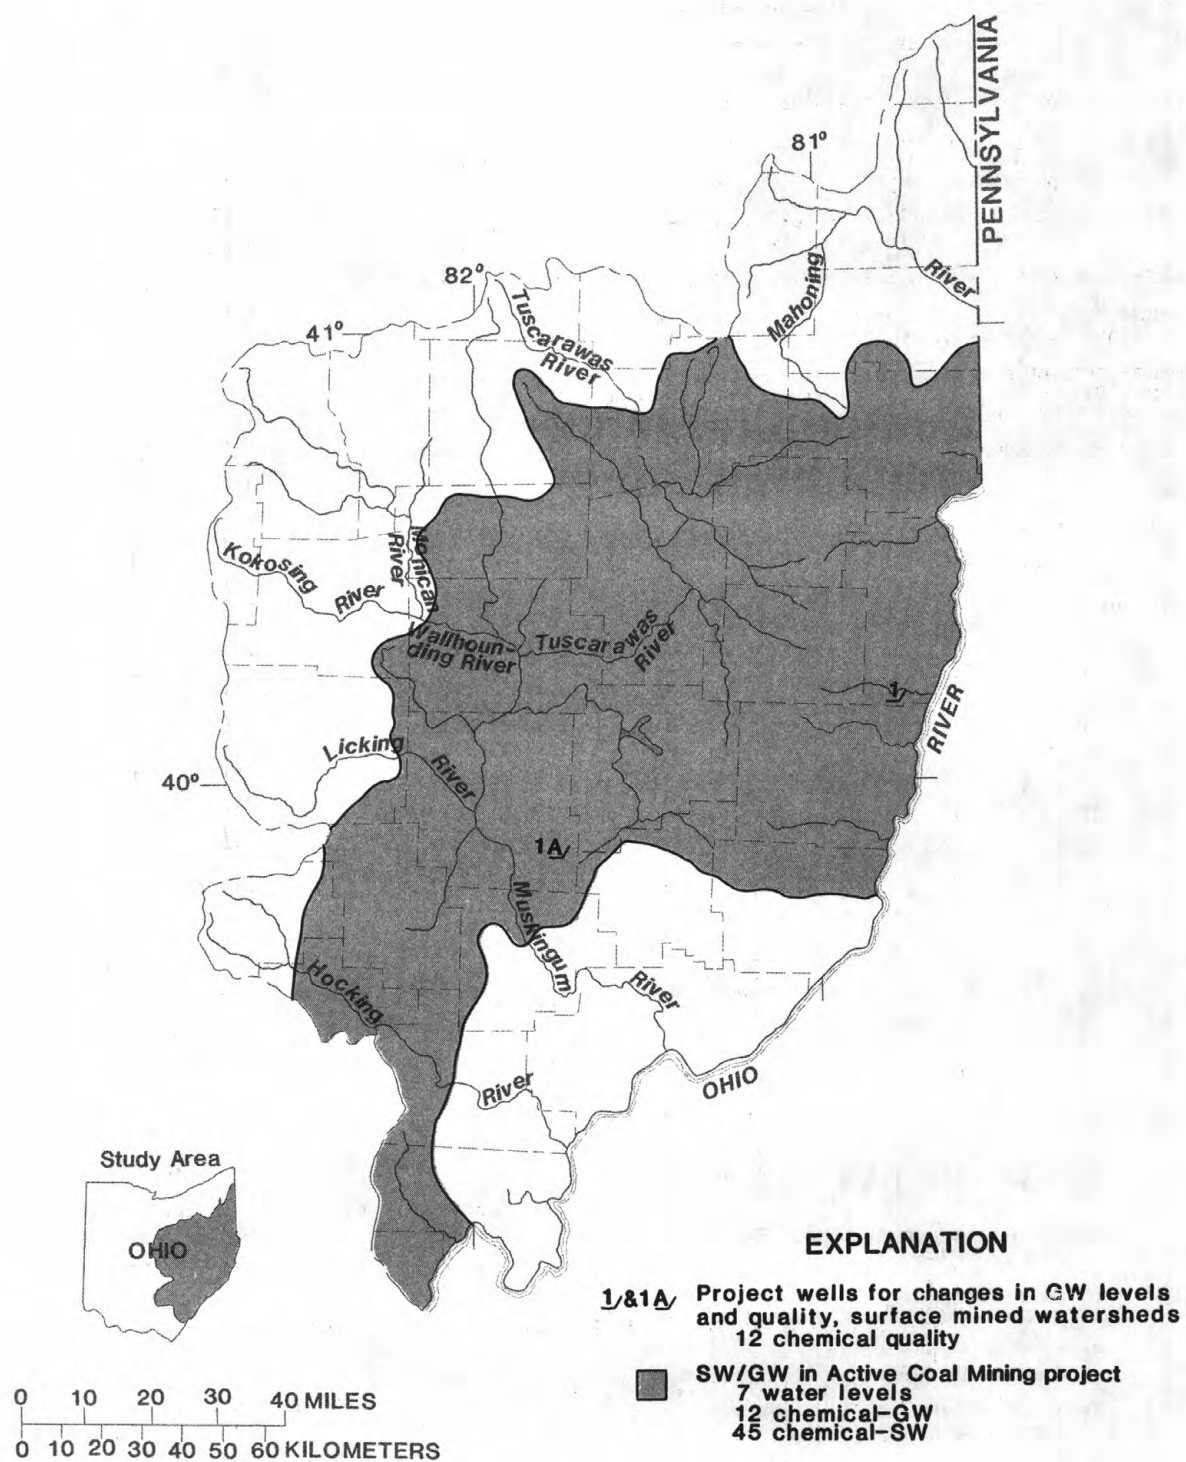 PENNSYLVANIA
81°
82°
41°
Mahoning
River
Tuscarawas
River
Kokosing
River
Mohican
River
Walhoun-
ding River
Tuscarawas
River
1/
RIVER
Licking
River
40°
1A/
Muskingum
River
Hocking
River
OHIO
Study Area
OHIO
EXPLANATION
1/&1A/ Project wells for changes in GW levels
and quality, surface mined watersheds
12 chemical quality
SW/GW in Active Coal Mining project
7 water levels
12 chemical-GW
45 chemical-SW
0 10 20 30 40 MILES
0 10 20 30 40 50 60 KILOMETERS